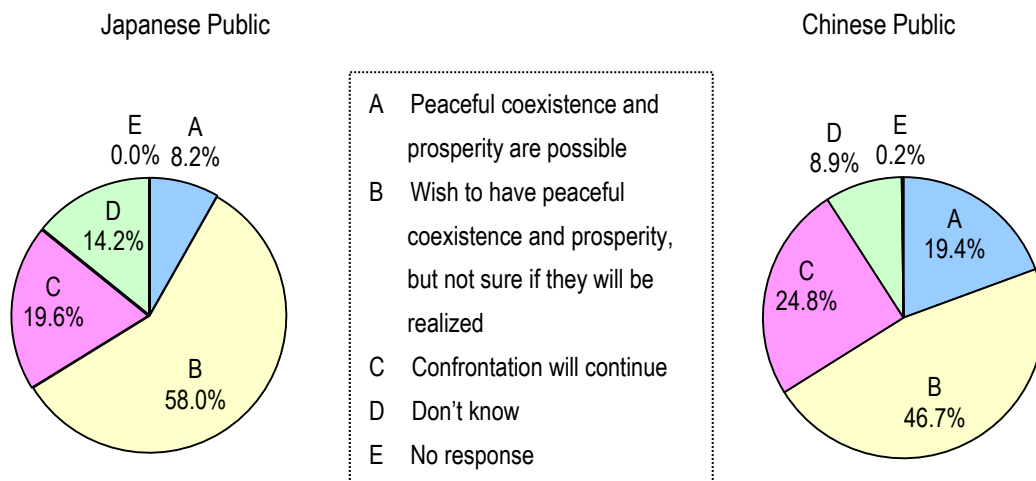 Japanese Public
Chinese Public
E
0.0%
A
8.2%
D
14.2%
C
19.6%
B
58.0%
A Peaceful coexistence and
prosperity are possible
B Wish to have peaceful
coexistence and prosperity,
but not sure if they will be
realized
C Confrontation will continue
D Don’t know
E No response
D
8.9%
E
0.2%
A
19.4%
C
24.8%
B
46.7%